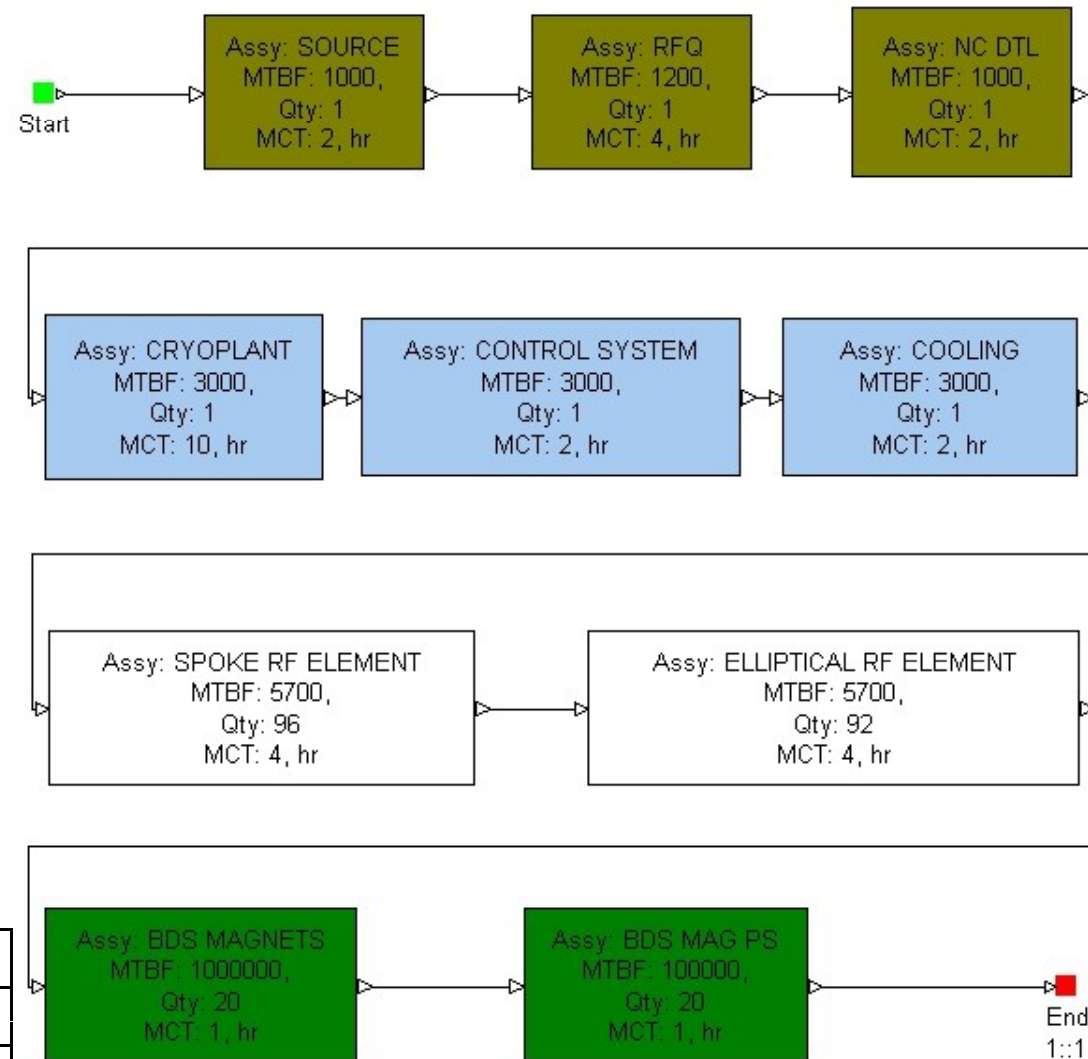 Start
Assy: SOURCE
MTBF: 1000,
Qty: 1
MCT: 2, hr
Assy: RFQ
MTBF: 1200,
Qty: 1
MCT: 4, hr
Assy: NC DTL
MTBF: 1000,
Qty: 1
MCT: 2, hr
Assy: CRYOPLANT
MTBF: 3000,
Qty: 1
MCT: 10, hr
Assy: CONTROL SYSTEM
MTBF: 3000,
Qty: 1
MCT: 2, hr
Assy: COOLING
MTBF: 3000,
Qty: 1
MCT: 2, hr
Assy: SPOKE RF ELEMENT
MTBF: 5700,
Qty: 96
MCT: 4, hr
Assy: ELLIPTICAL RF ELEMENT
MTBF: 5700,
Qty: 92
MCT: 4, hr
Assy: BDS MAGNETS
MTBF: 1000000,
Qty: 20
MCT: 1, hr
Assy: BDS MAG PS
MTBF: 100000,
Qty: 20
MCT: 1, hr
End
1::1